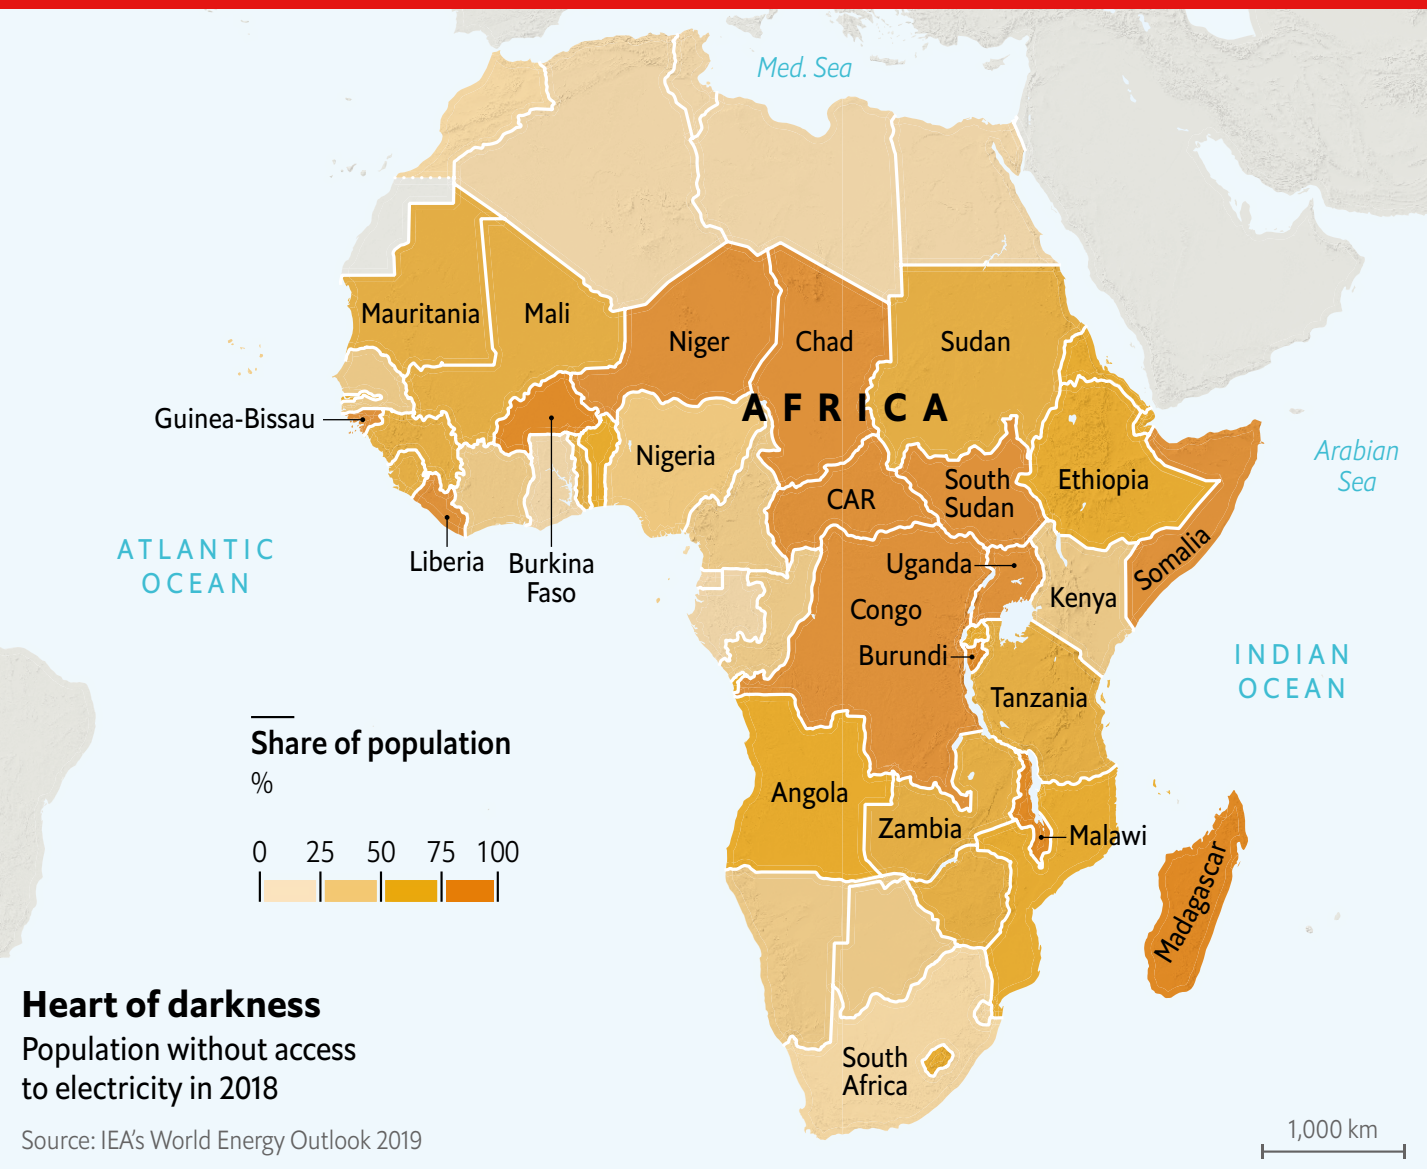 Med. Sea
Mauritania
Mali
Niger
Chad
Sudan
AFRICA
Guinea-Bissau
Nigeria
Arabian
Sea
Ethiopia
CAR
South
Sudan
ATLANTIC
OCEAN
Liberia
Burkina
Faso
Uganda
Somalia
Kenya
Congo
Burundi
INDIAN
OCEAN
Tanzania
Share of population
%
0 25 50 75 100
Angola
Zambia
Malawi
Madagascar
Heart of darkness
Population without access
to electricity in 2018
South
Africa
Source: IEA's World Energy Outlook 2019
1,000 km